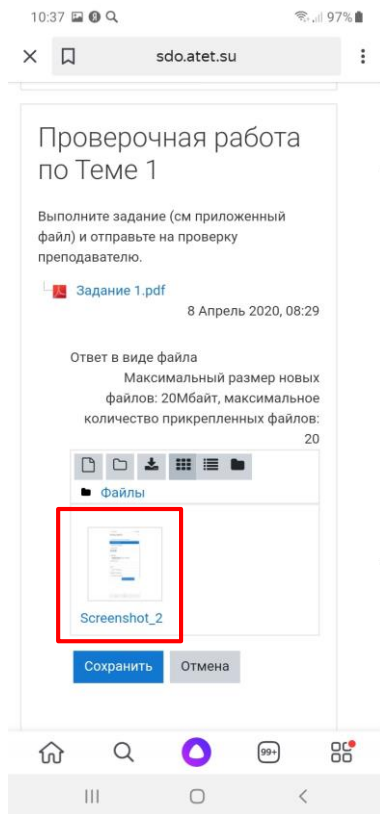 10:37 97%
sdo.atet.su
Проверочная работа
по Теме 1
Выполните задание (см приложенный
файл) и отправьте на проверку
преподавателю.
Задание 1.pdf
8 Апрель 2020, 08:29
Ответ в виде файла
Максимальный размер новых
файлов: 20Мбайт, максимальное
количество прикрепленных файлов:
20
Файлы
Screenshot_2
Сохранить Отмена
99+